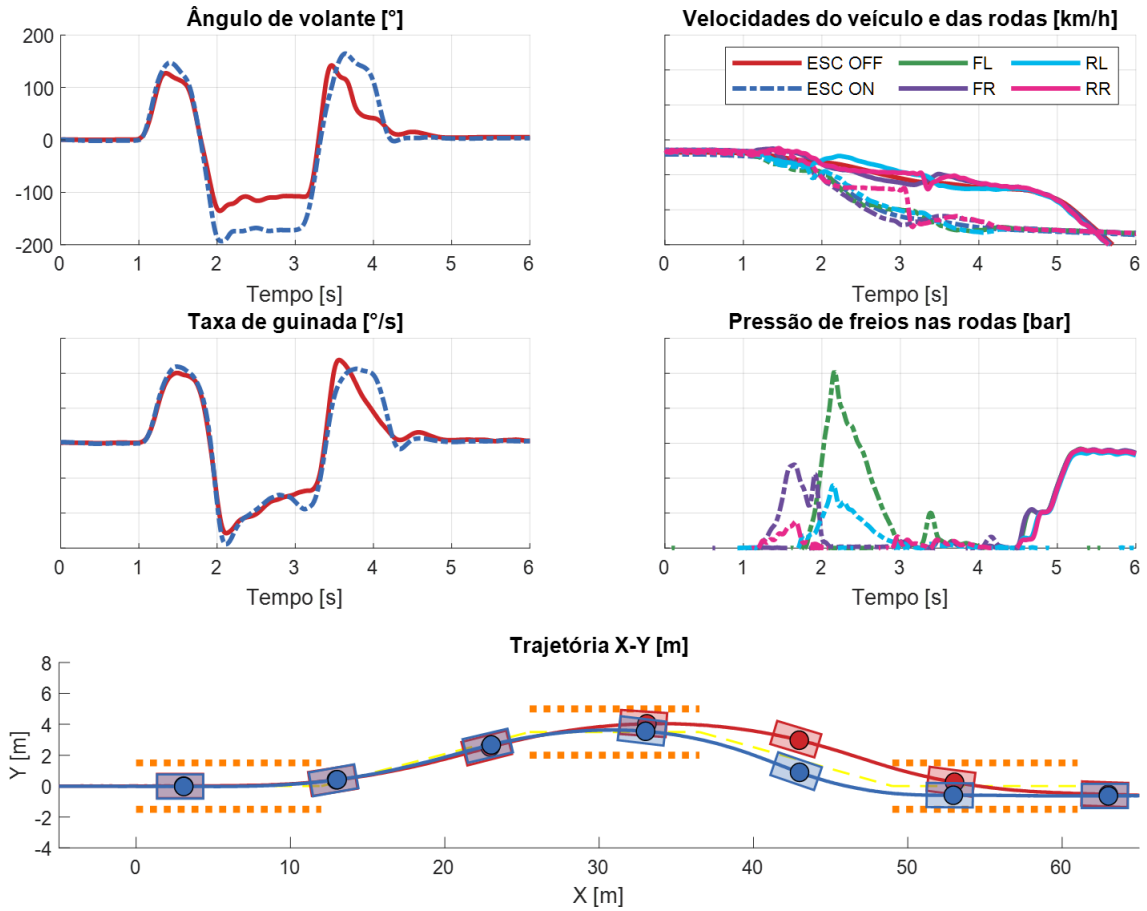 Ângulo de volante [°]
200
100
0
-100
-200
0 1 2 3 4 5 6
Tempo [s]
Velocidades do veículo e das rodas [km/h]
ESC OFF FL RL
ESC ON FR RR
0 1 2 3 4 5 6
Tempo [s]
Taxa de guinada [°/s]
0 1 2 3 4 5 6
Tempo [s]
Pressão de freios nas rodas [bar]
0 1 2 3 4 5 6
Tempo [s]
Trajetória X-Y [m]
Y [m]
8
6
4
2
0
-2
-4
0 10 20 30 40 50 60
X [m]